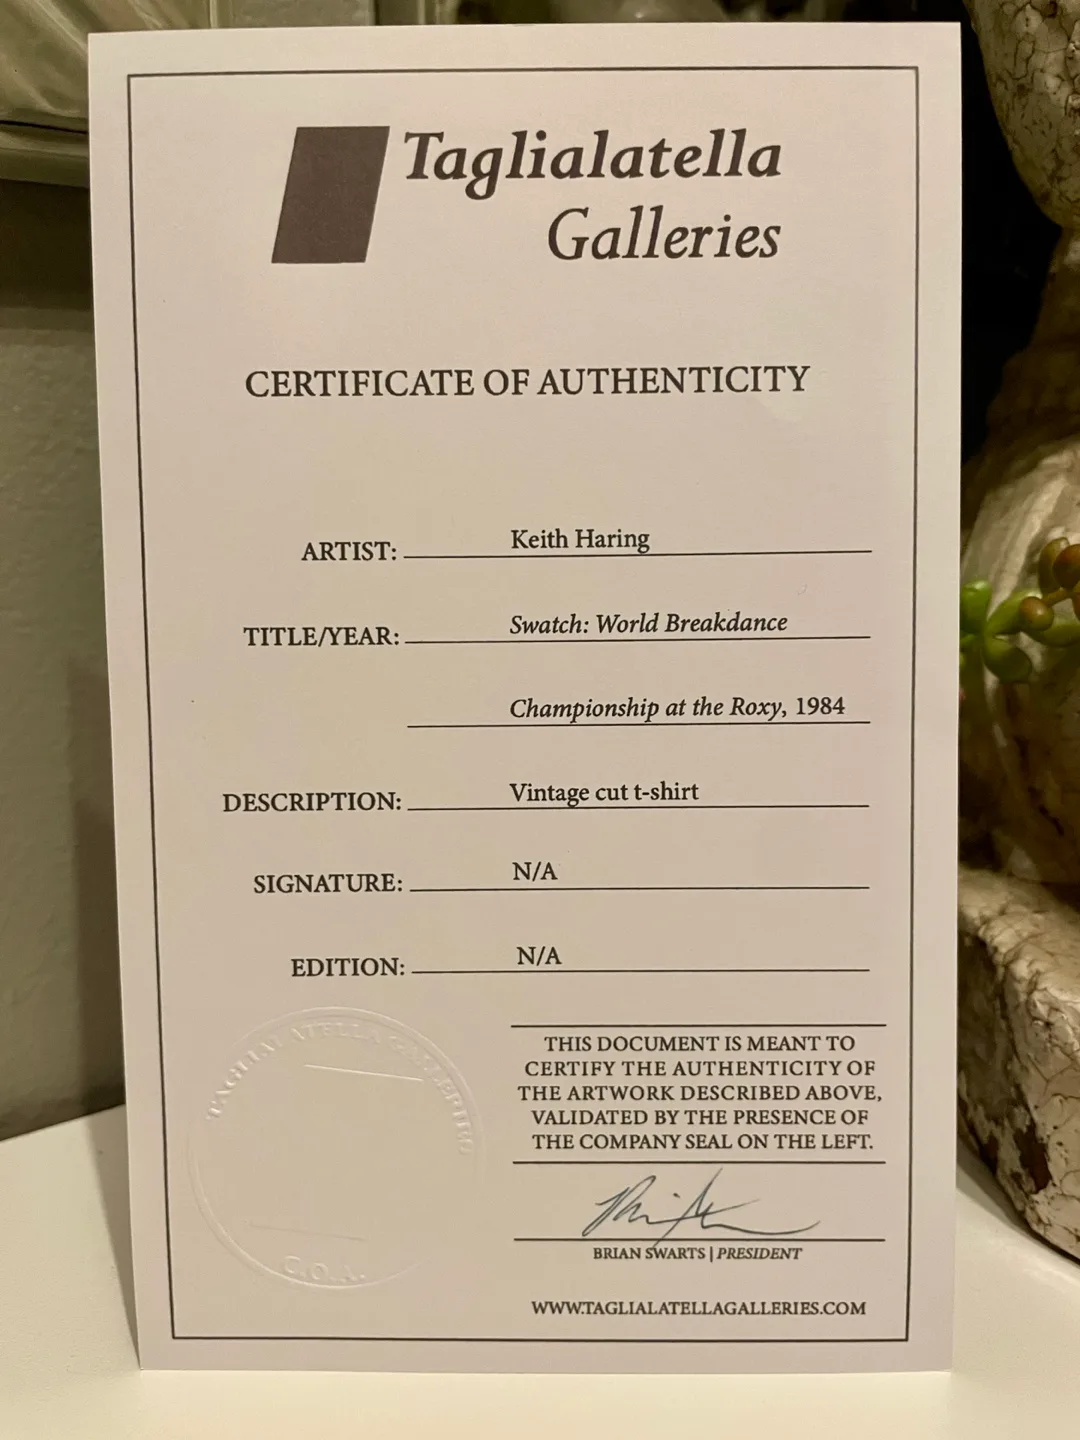 Taglialatella
Galleries
CERTIFICATE OF AUTHENTICITY
ARTIST: Keith Haring
TITLE/YEAR: Swatch: World Breakdance
Championship at the Roxy, 1984
DESCRIPTION: Vintage cut t-shirt
SIGNATURE: N/A
EDITION: N/A
TAGLIALATELLA GALLERIES
C.O.A.
THIS DOCUMENT IS MEANT TO
CERTIFY THE AUTHENTICITY OF
THE ARTWORK DESCRIBED ABOVE,
VALIDATED BY THE PRESENCE OF
THE COMPANY SEAL ON THE LEFT.
BRIAN SWARTS | PRESIDENT
WWW.TAGLIALATELLAGALLERIES.COM